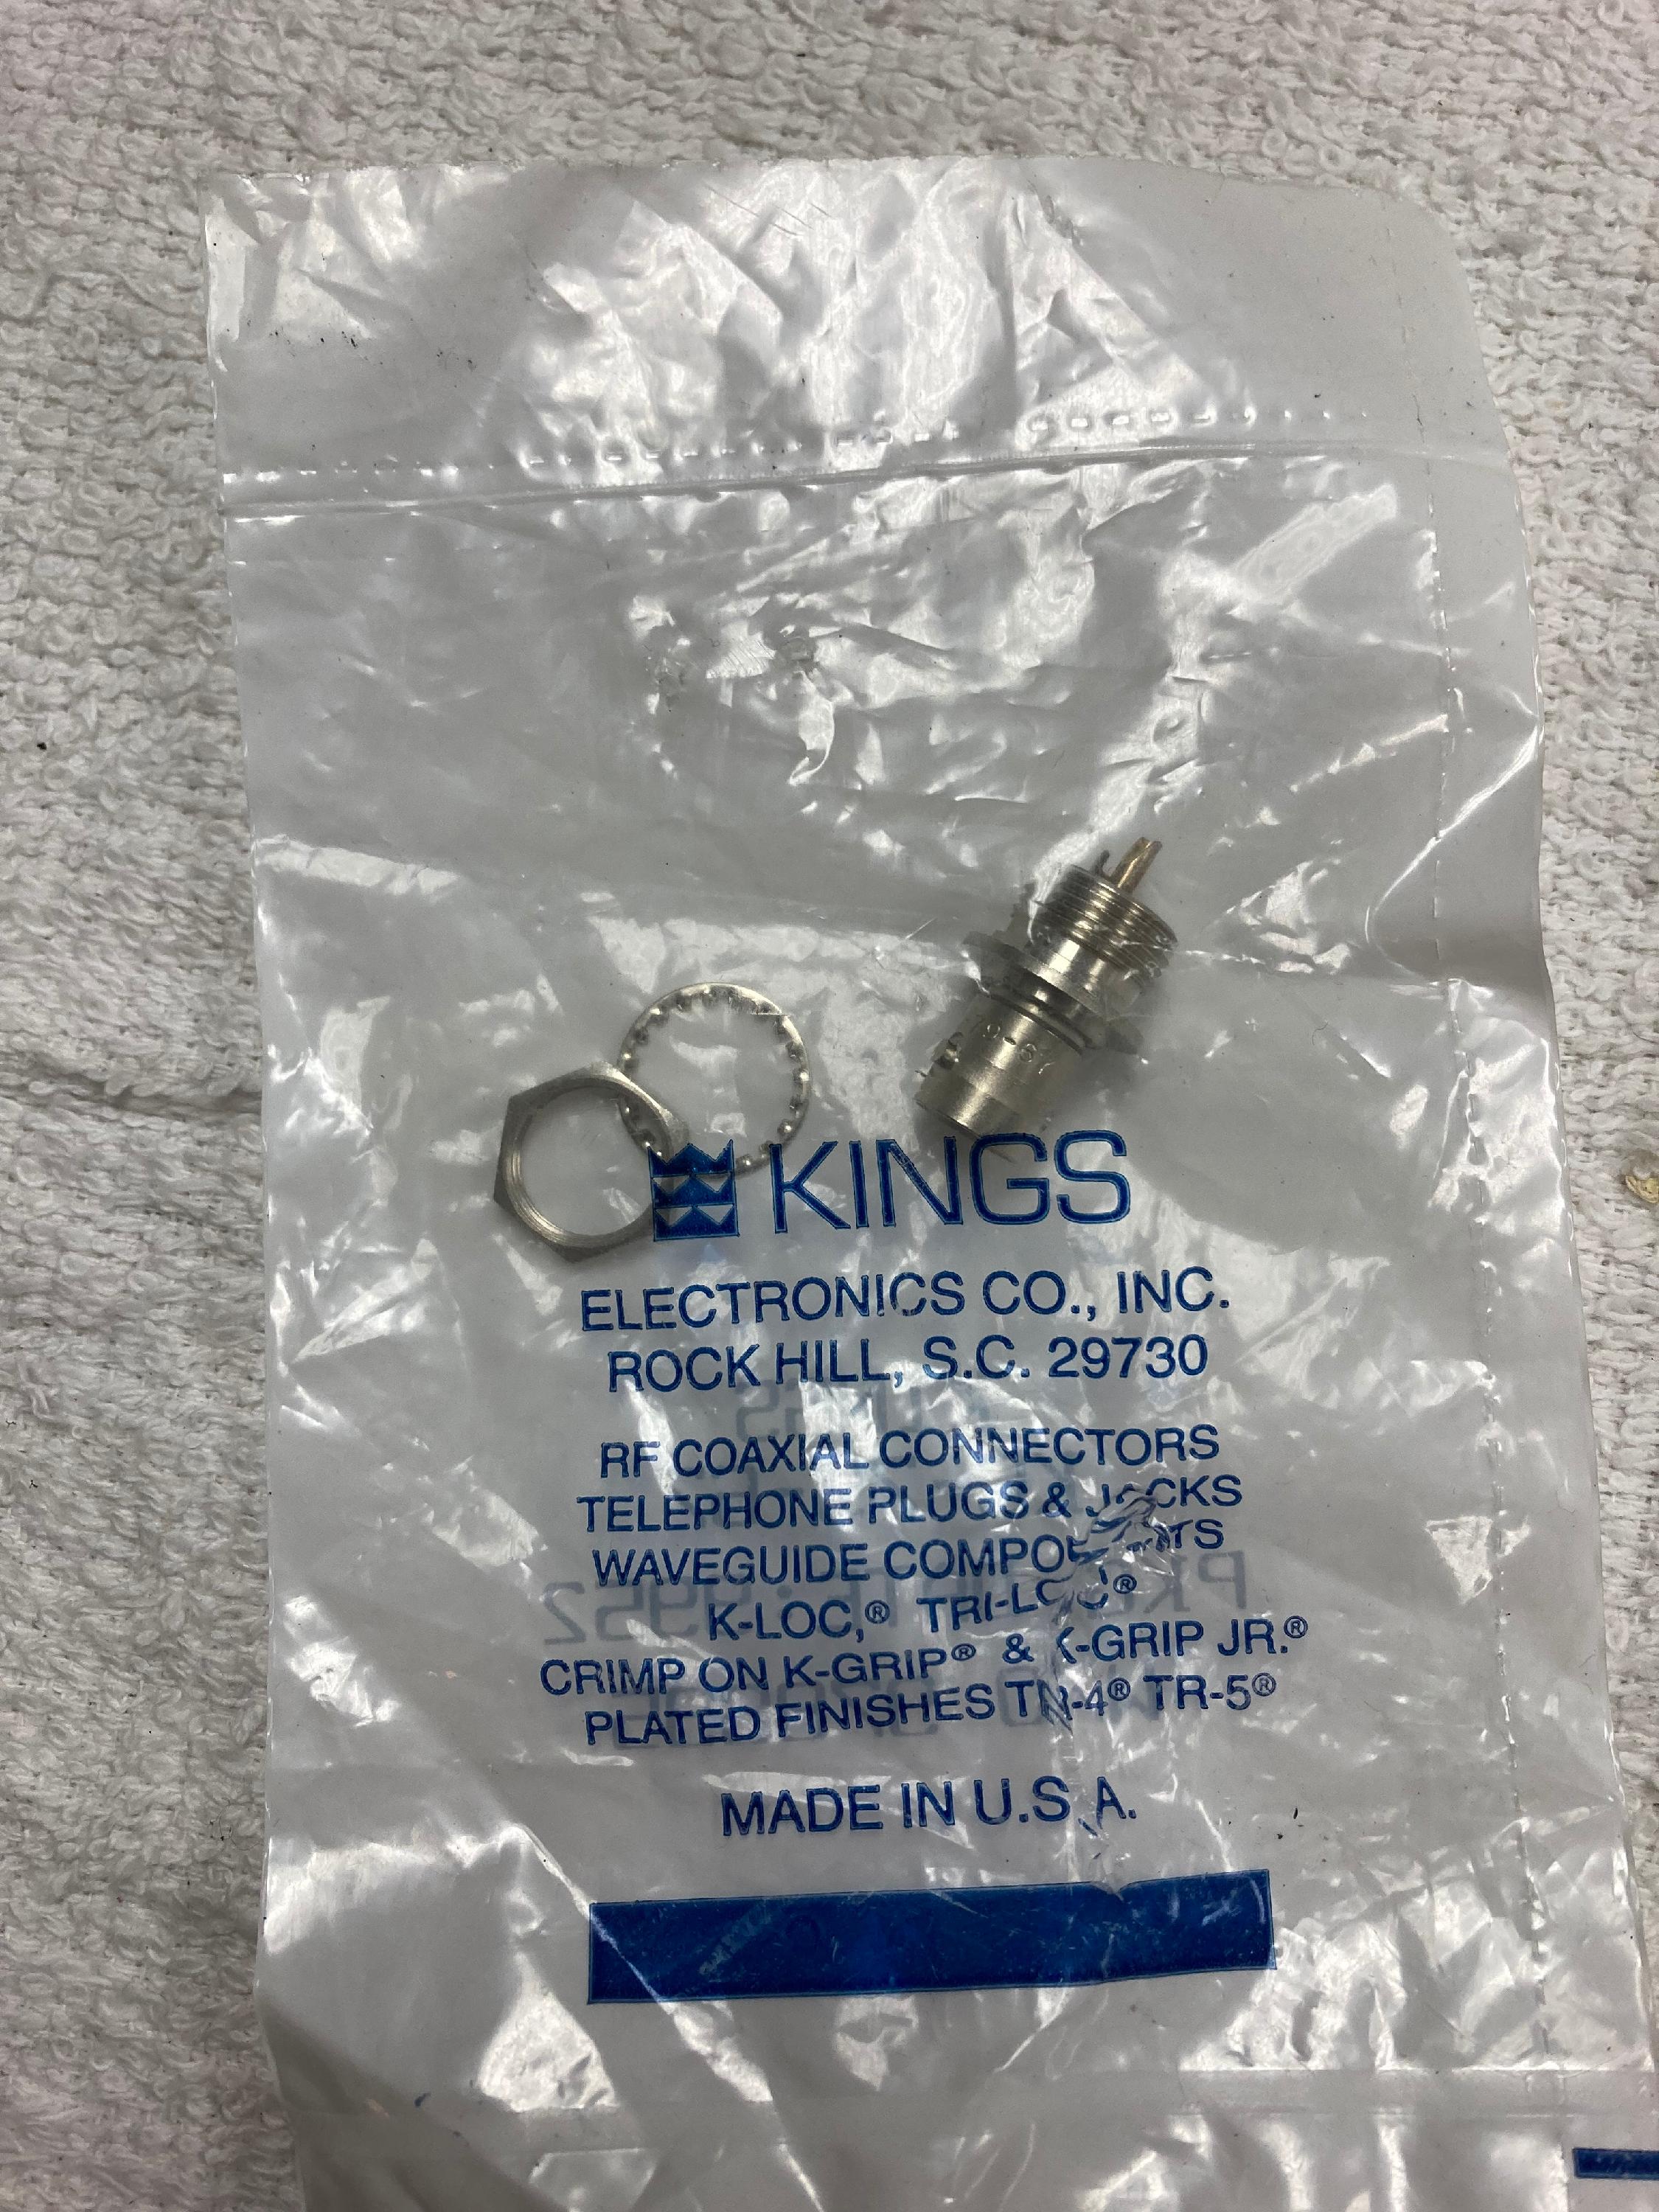 KINGS
ELECTRONICS CO., INC.
ROCK HILL, S.C. 29730
RF COAXIAL CONNECTORS
TELEPHONE PLUGS & JACKS
WAVEGUIDE COMPONENTS
K-LOC,® TRI-LOC®
CRIMP ON K-GRIP® & K-GRIP JR.®
PLATED FINISHES TN-4® TR-5®
MADE IN U.S.A.